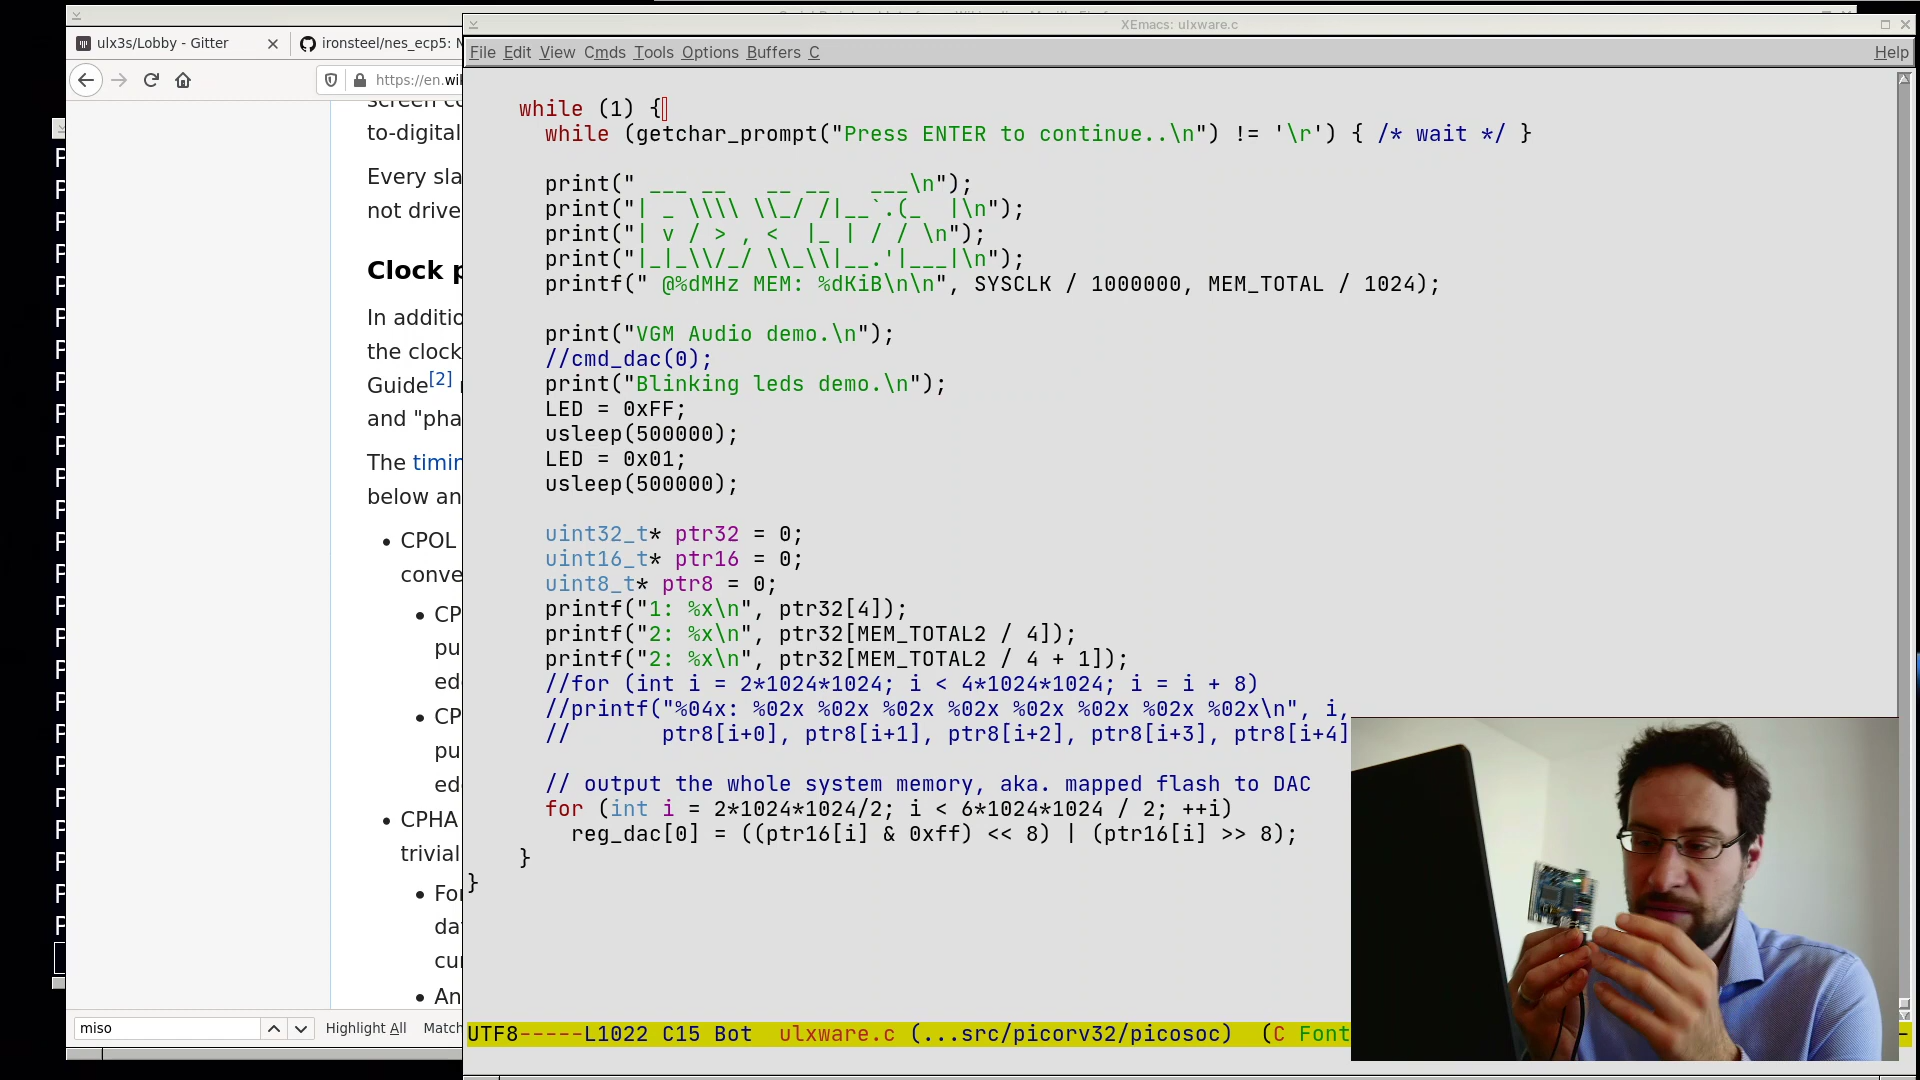 XEmacs: ulxware.c
ulx3s/Lobby - Gitter
ironsteel/nes_ecp5:
File Edit View Cmds Tools Options Buffers C Help
https://en.wi
to-digital
Every sla
not drive
Clock p
In additio
the clock
Guide[2]
and "pha
The timir
below an
• CPOL
conve
• CP
pu
ed
• CP
pu
ed
• CPHA
trivial
• For
da
cu
• An
miso
Highlight All
Match
while (1) {
while (getchar_prompt("Press ENTER to continue..\n") != '\r') { /* wait */ }
print(" ___ __   __ __   ___\n");
print("| _ \\\\ \\_/ /|__`.(_  |\n");
print("| v / > , <  |_ | / / \n");
print("|_|_\\/_/ \\_\\|__.'|___|\n");
printf(" @%dMHz MEM: %dKiB\n\n", SYSCLK / 1000000, MEM_TOTAL / 1024);
print("VGM Audio demo.\n");
//cmd_dac(0);
print("Blinking leds demo.\n");
LED = 0xFF;
usleep(500000);
LED = 0x01;
usleep(500000);
uint32_t* ptr32 = 0;
uint16_t* ptr16 = 0;
uint8_t* ptr8 = 0;
printf("1: %x\n", ptr32[4]);
printf("2: %x\n", ptr32[MEM_TOTAL2 / 4]);
printf("2: %x\n", ptr32[MEM_TOTAL2 / 4 + 1]);
//for (int i = 2*1024*1024; i < 4*1024*1024; i = i + 8)
//printf("%04x: %02x %02x %02x %02x %02x %02x %02x %02x\n", i,
//       ptr8[i+0], ptr8[i+1], ptr8[i+2], ptr8[i+3], ptr8[i+4]
// output the whole system memory, aka. mapped flash to DAC
for (int i = 2*1024*1024/2; i < 6*1024*1024 / 2; ++i)
reg_dac[0] = ((ptr16[i] & 0xff) << 8) | (ptr16[i] >> 8);
}
}
UTF8-----L1022 C15 Bot  ulxware.c (...src/picorv32/picosoc)  (C Font